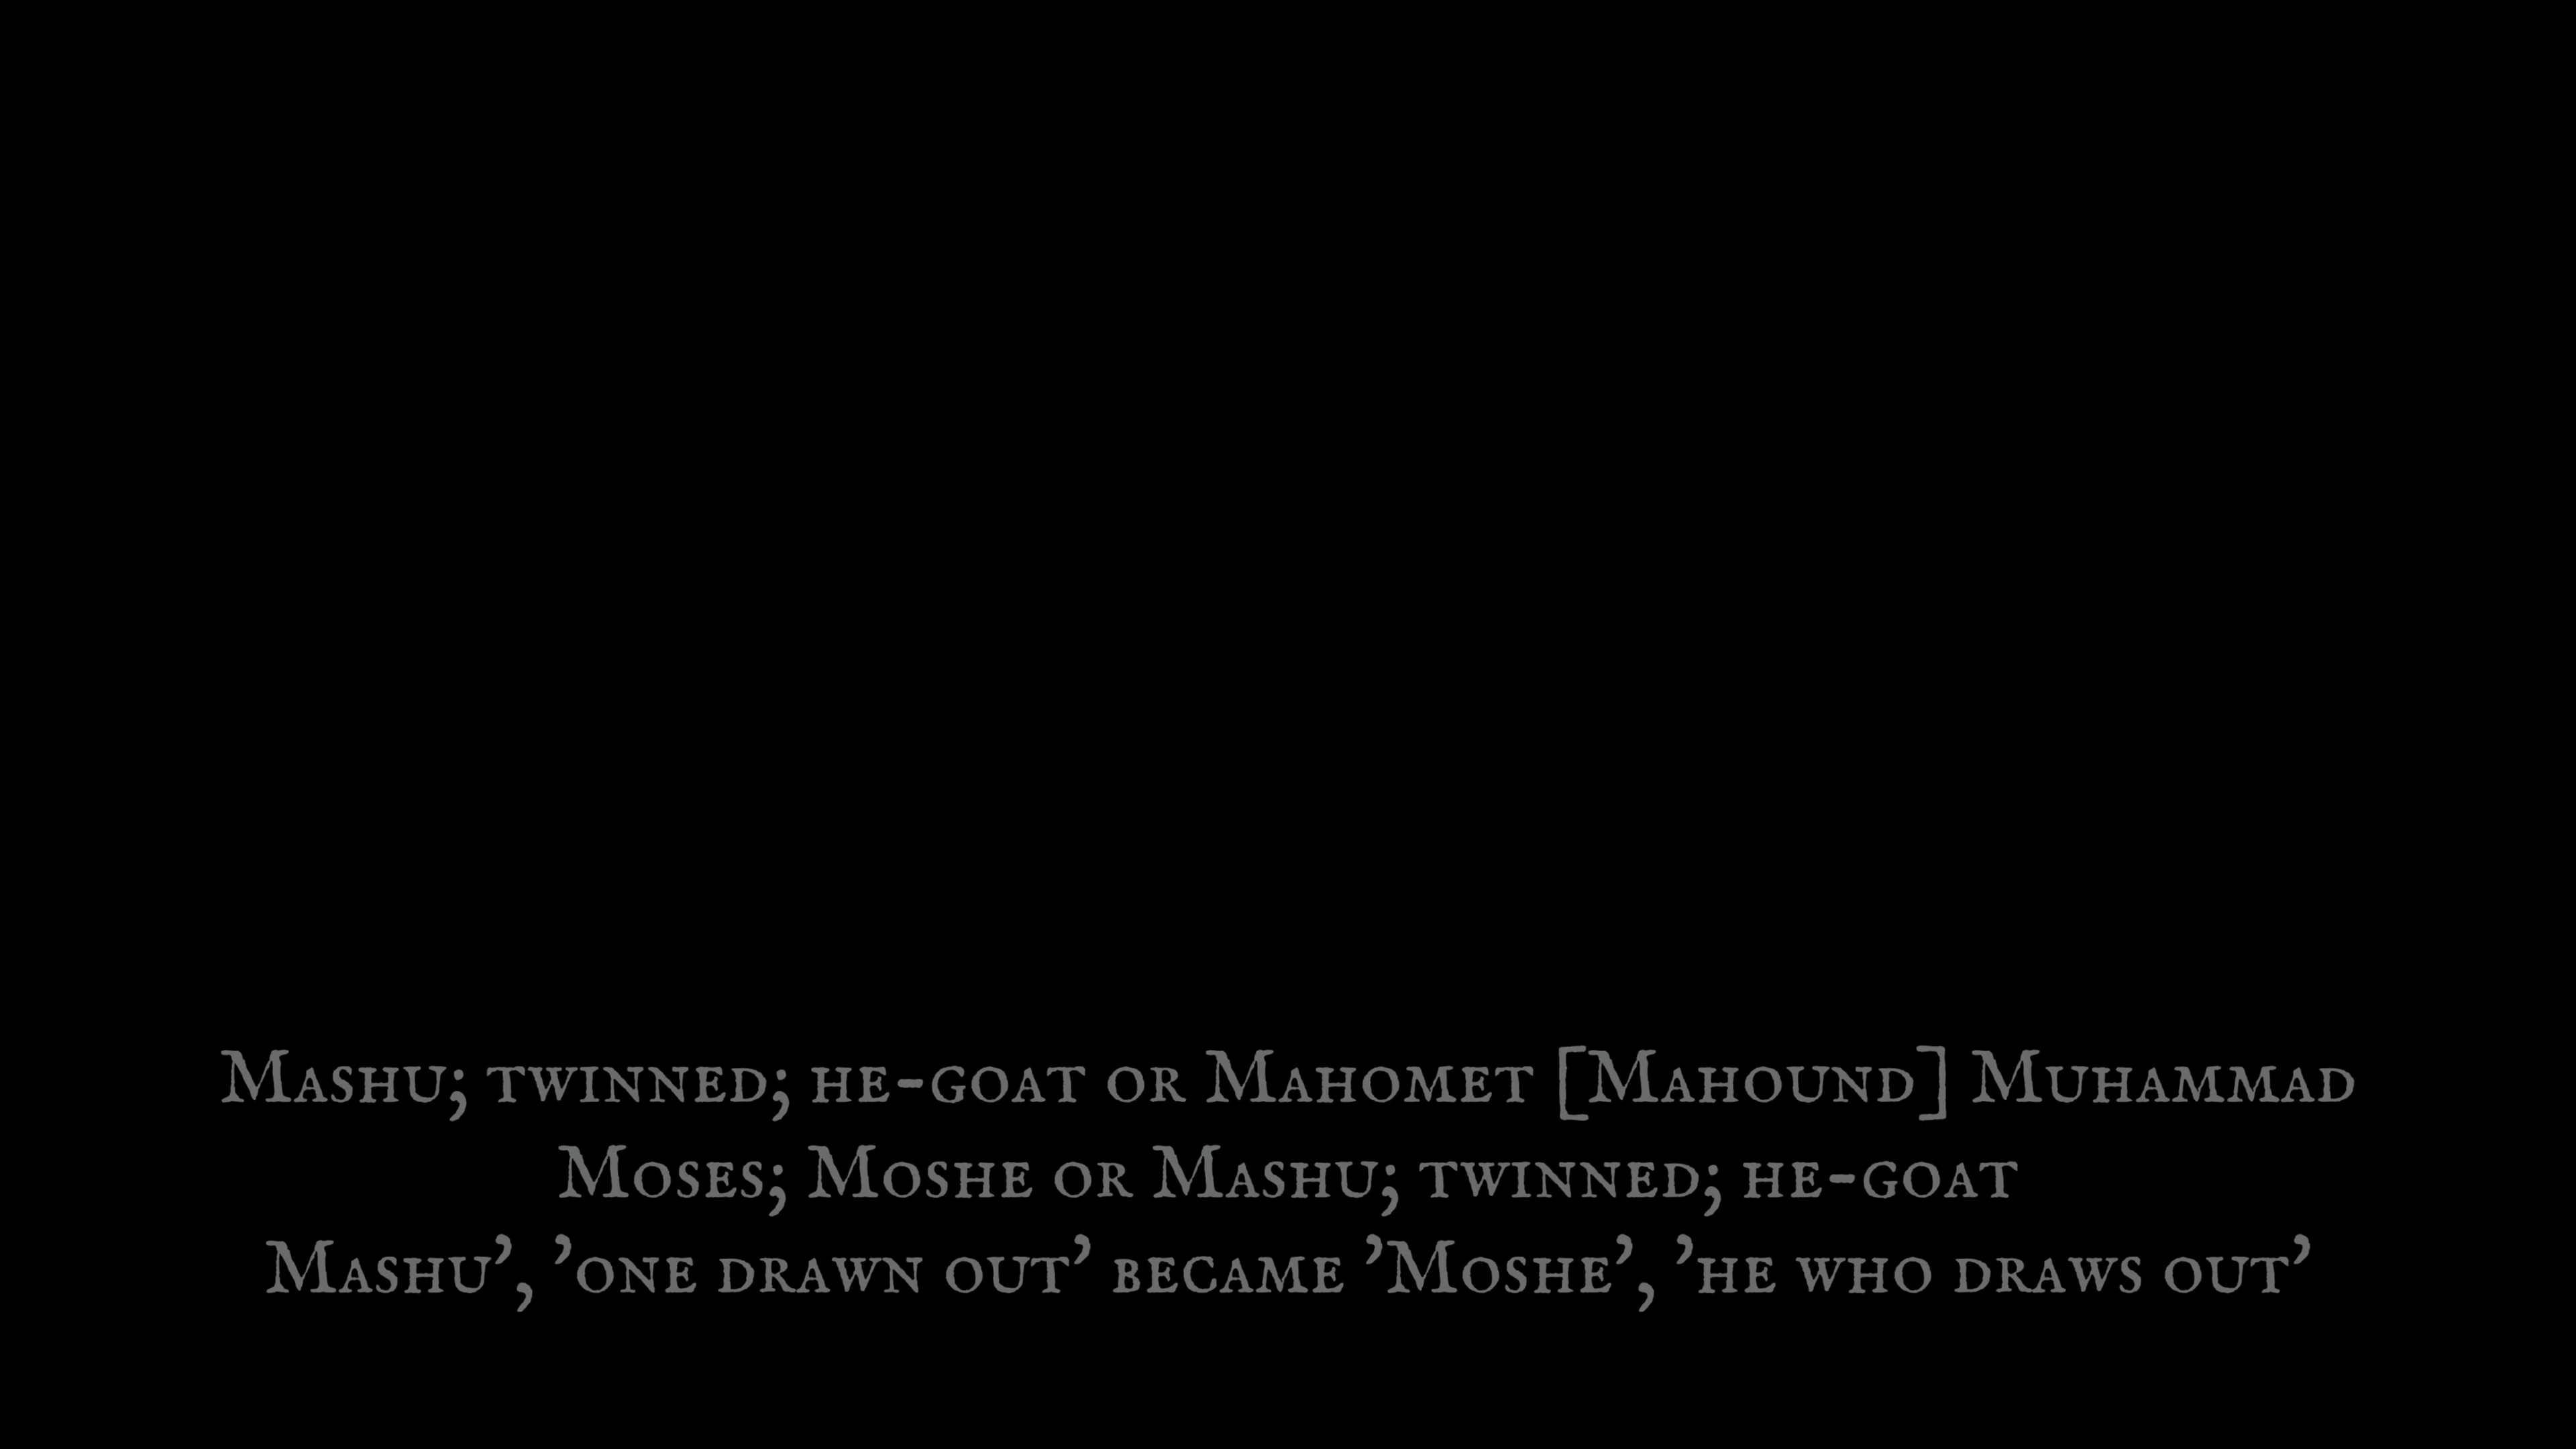 Mashu; twinned; he-goat or Mahomet [Mahound] Muhammad
Moses; Moshe or Mashu; twinned; he-goat
Mashu’, ’one drawn out’ became ’Moshe’, ’he who draws out’